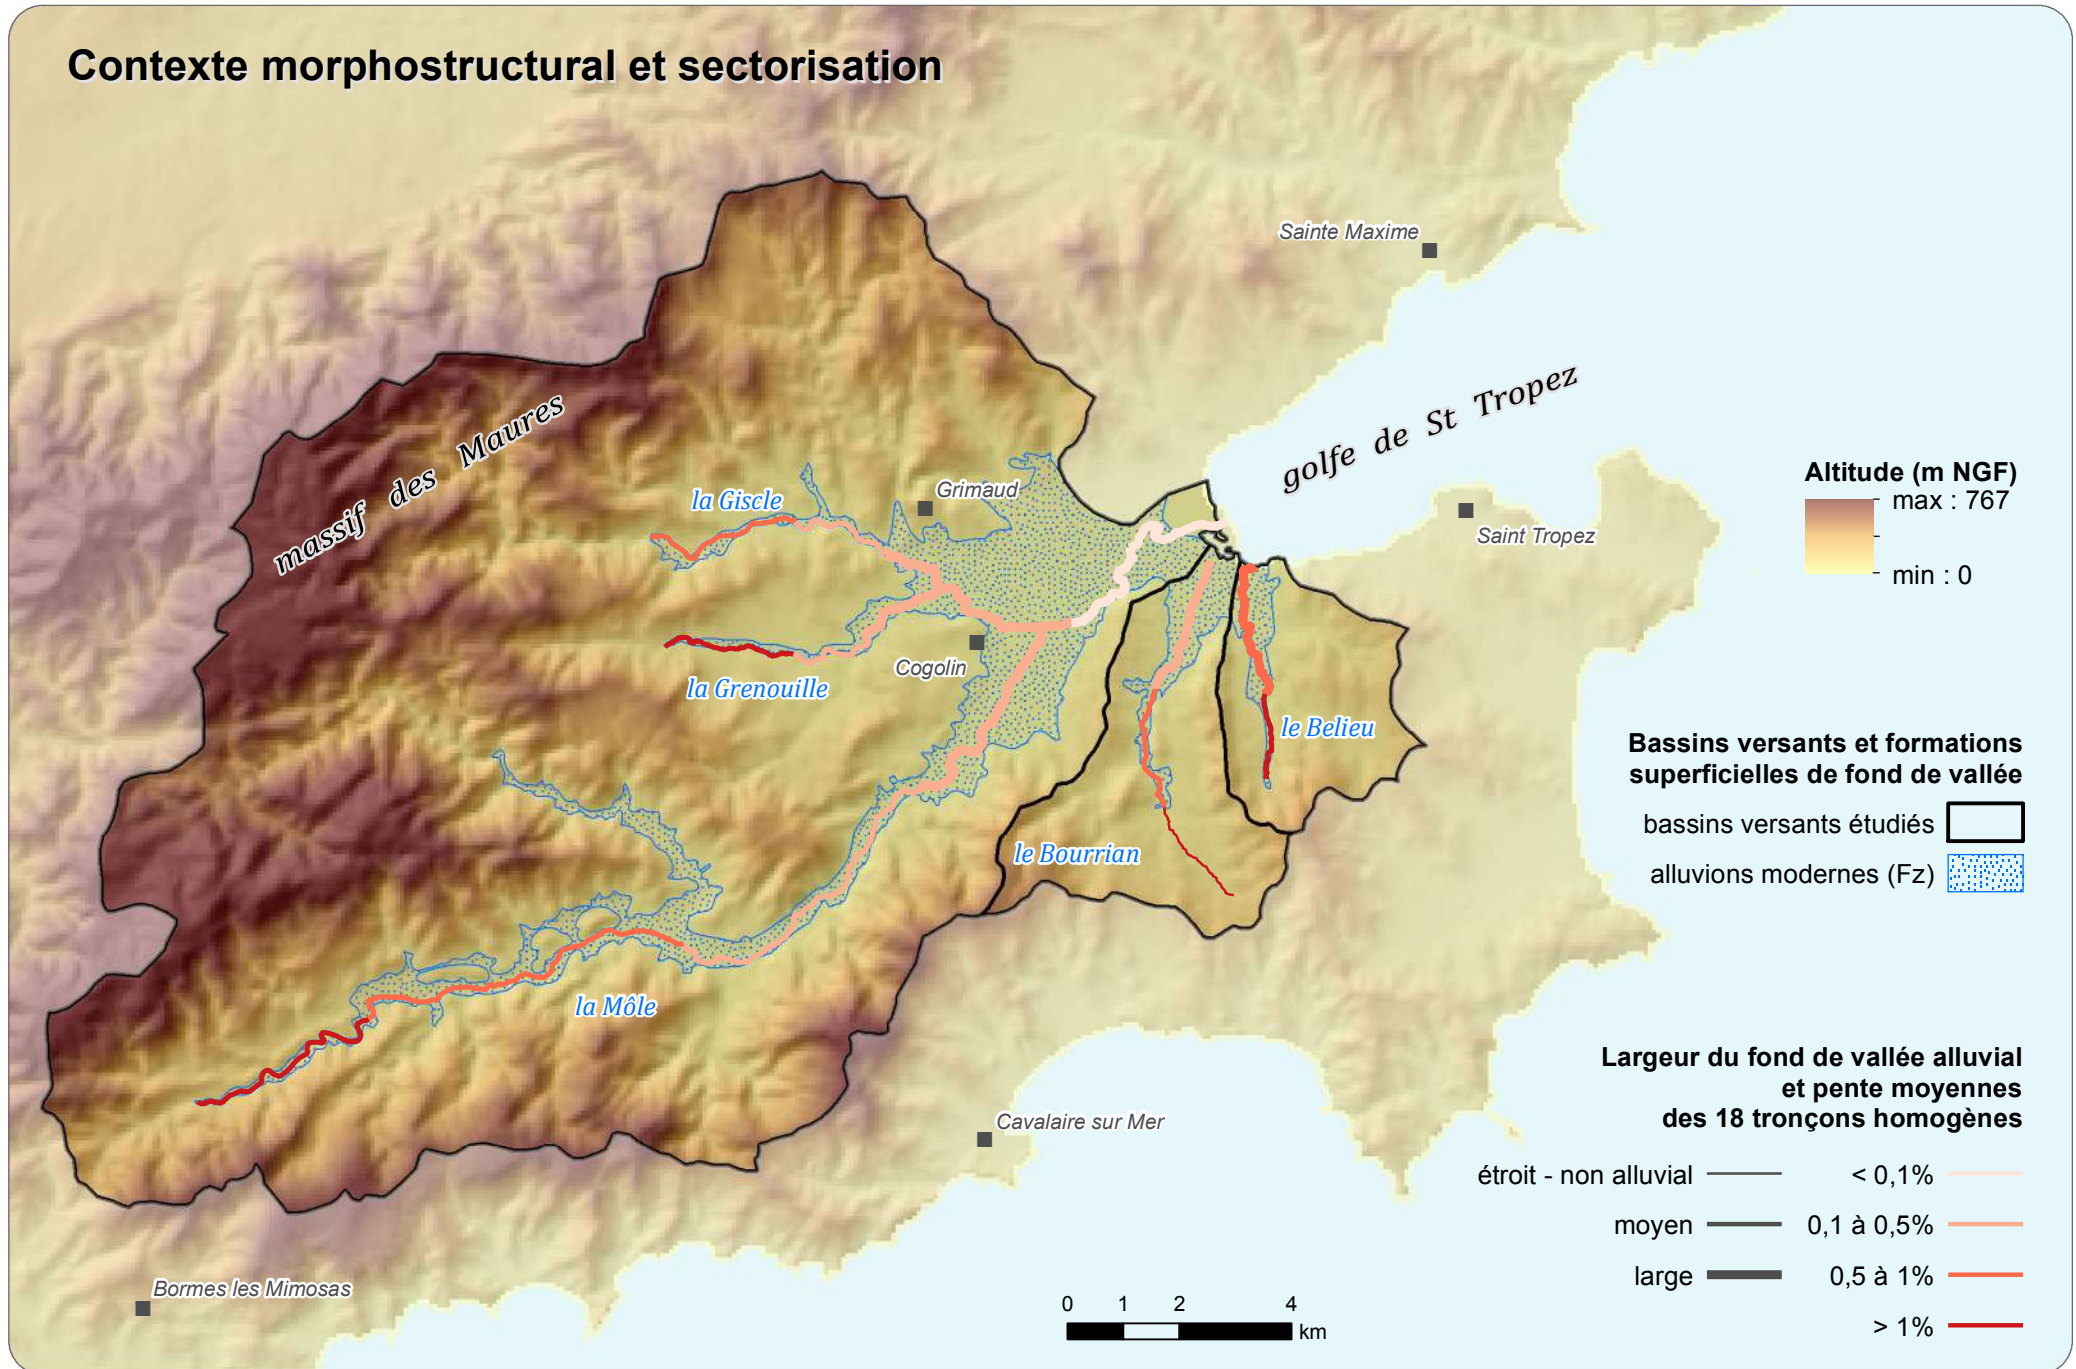 Contexte morphostructural et sectorisation
Sainte Maxime
massif des Maures
golfe de St Tropez
Altitude (m NGF)
max : 767
min : 0
la Giscle
Grimaud
Saint Tropez
Cogolin
la Grenouille
le Belieu
Bassins versants et formations
superficielles de fond de vallée
bassins versants étudiés
alluvions modernes (Fz)
le Bourrian
la Môle
Largeur du fond de vallée alluvial
et pente moyennes
des 18 tronçons homogènes
Cavalaire sur Mer
étroit - non alluvial < 0,1%
moyen 0,1 à 0,5%
large 0,5 à 1%
> 1%
Bormes les Mimosas
0 1 2 4
km